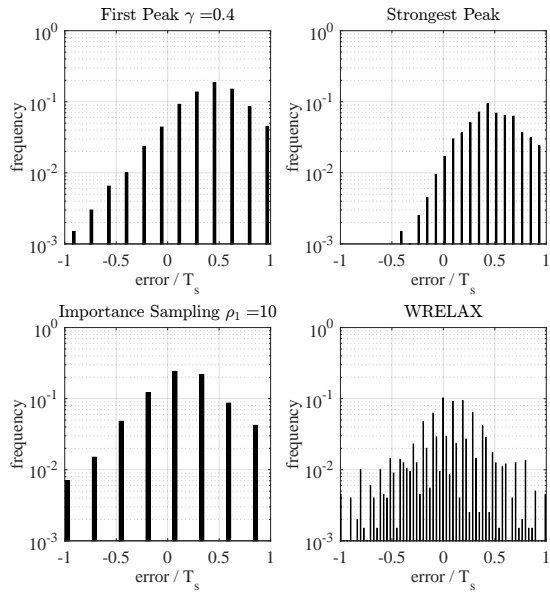 First Peak γ =0.4
10^0
10^-1
10^-2
10^-3
frequency
-1 -0.5 0 0.5 1
error / T_s
Strongest Peak
10^0
10^-1
10^-2
10^-3
frequency
-1 -0.5 0 0.5 1
error / T_s
Importance Sampling ρ_1 =10
10^0
10^-1
10^-2
10^-3
frequency
-1 -0.5 0 0.5 1
error / T_s
WRELAX
10^0
10^-1
10^-2
10^-3
frequency
-1 -0.5 0 0.5 1
error / T_s